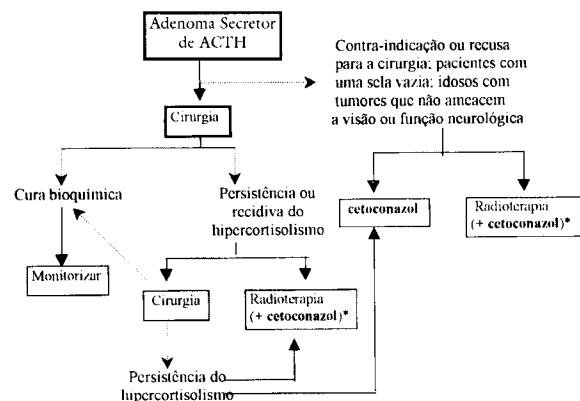 Adenoma Secretor
de ACTH
Contra-indicação ou recusa
para a cirurgia; pacientes com
uma sela vazia; idosos com
tumores que não ameacem
a visão ou função neurológica
Cirurgia
Cura bioquímica
Persistência ou
recidiva do
hipercortisolismo
cetoconazol
Radioterapia
(+ cetoconazol)*
Monitorizar
Cirurgia
Radioterapia
(+ cetoconazol)*
Persistência do
hipercortisolismo